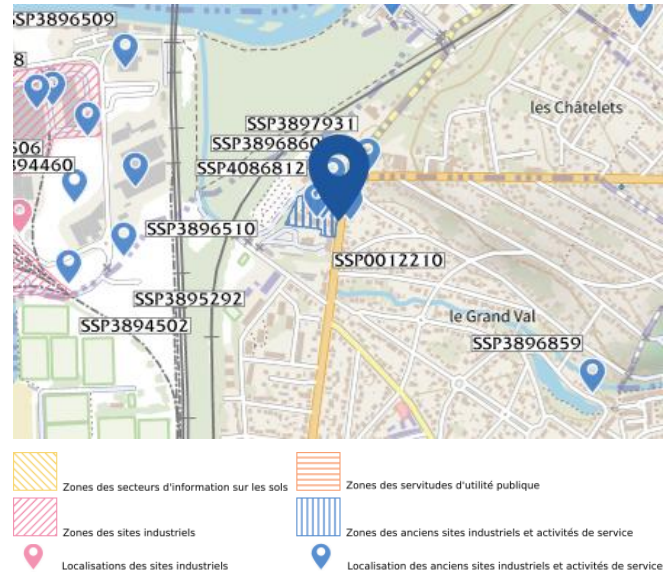 SSP3896509
8
SSP3897931
les Châtelets
SSP3896860
506
3894460
SSP4086812
SSP3896510
SSP0012210
SSP3895292
le Grand Val
SSP3894502
SSP3896859
Zones des secteurs d'information sur les sols
Zones des servitudes d'utilité publique
Zones des sites industriels
Zones des anciens sites industriels et activités de service
Localisations des sites industriels
Localisation des anciens sites industriels et activités de service